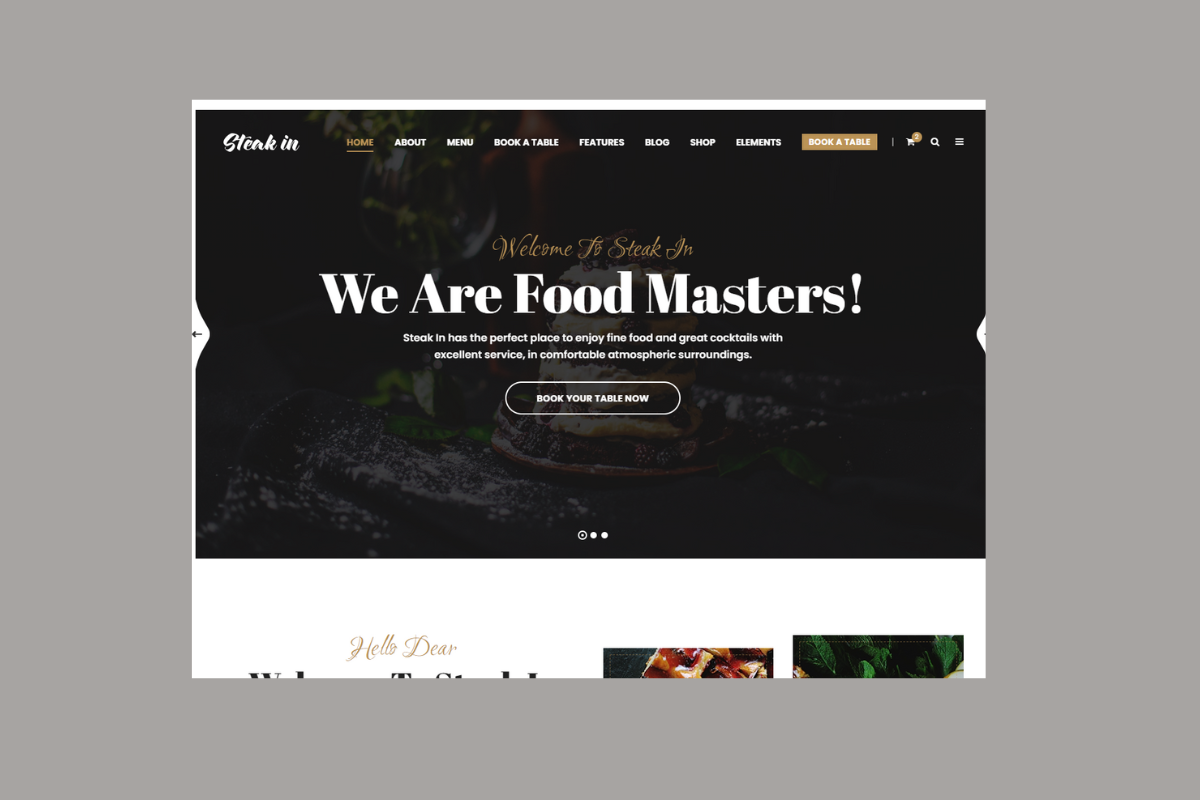 Steak in
HOME ABOUT MENU BOOK A TABLE FEATURES BLOG SHOP ELEMENTS BOOK A TABLE | 2
Welcome To Steak In
We Are Food Masters!
Steak In has the perfect place to enjoy fine food and great cocktails with
excellent service, in comfortable atmospheric surroundings.
BOOK YOUR TABLE NOW
Hello Dear